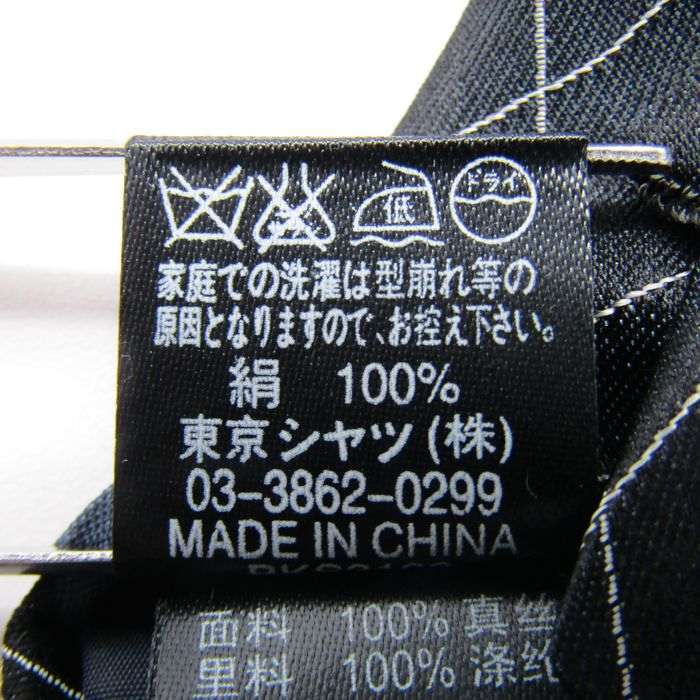 低 ドライ
家庭での洗濯は型崩れ等の
原因となりますので、お控え下さい。
絹 100%
東京シャツ(株)
03-3862-0299
MADE IN CHINA
面料 100% 真丝
里料 100% 涤纶